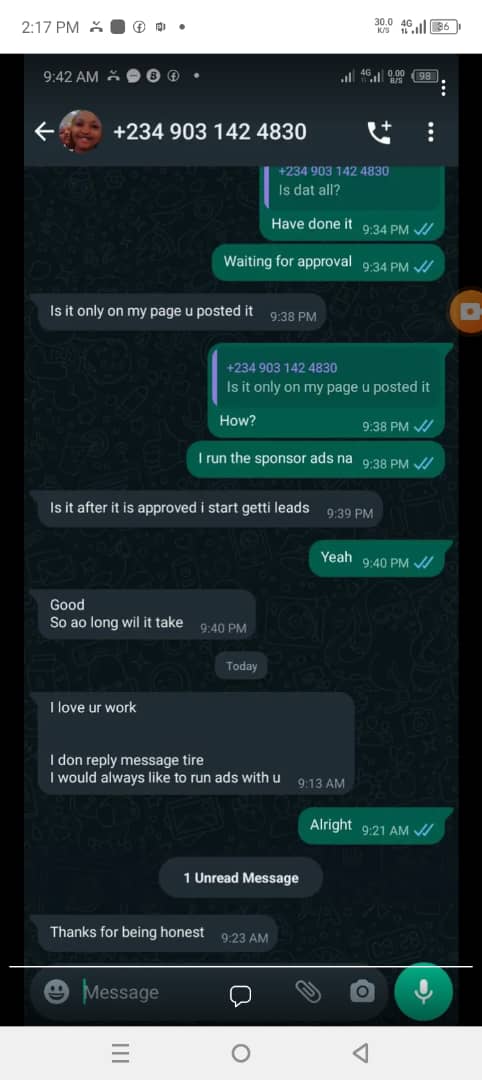 2:17 PM
30.0 K/S 4G 36
9:42 AM
4G 0.00 B/S 98
+234 903 142 4830
+234 903 142 4830
Is dat all?
Have done it 9:34 PM
Waiting for approval 9:34 PM
Is it only on my page u posted it 9:38 PM
+234 903 142 4830
Is it only on my page u posted it
How? 9:38 PM
I run the sponsor ads na 9:38 PM
Is it after it is approved i start getti leads 9:39 PM
Yeah 9:40 PM
Good
So ao long wil it take 9:40 PM
Today
I love ur work
I don reply message tire
I would always like to run ads with u 9:13 AM
Alright 9:21 AM
1 Unread Message
Thanks for being honest 9:23 AM
Message